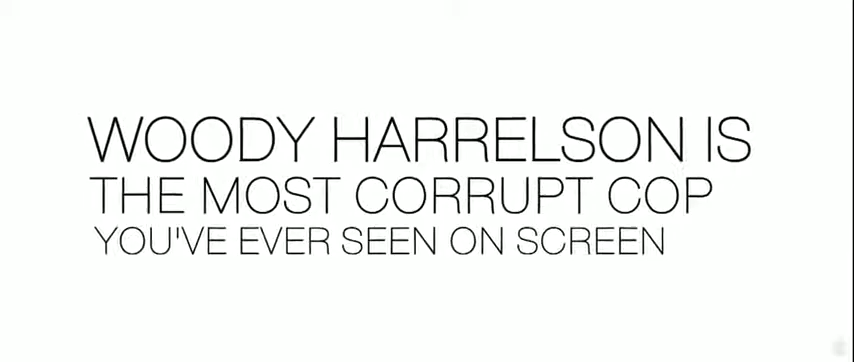 WOODY HARRELSON IS
THE MOST CORRUPT COP
YOU'VE EVER SEEN ON SCREEN